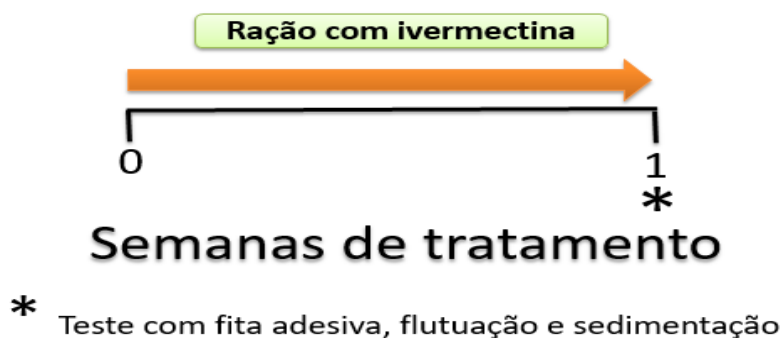 Ração com ivermectina
0 1
*
Semanas de tratamento
* Teste com fita adesiva, flutuação e sedimentação